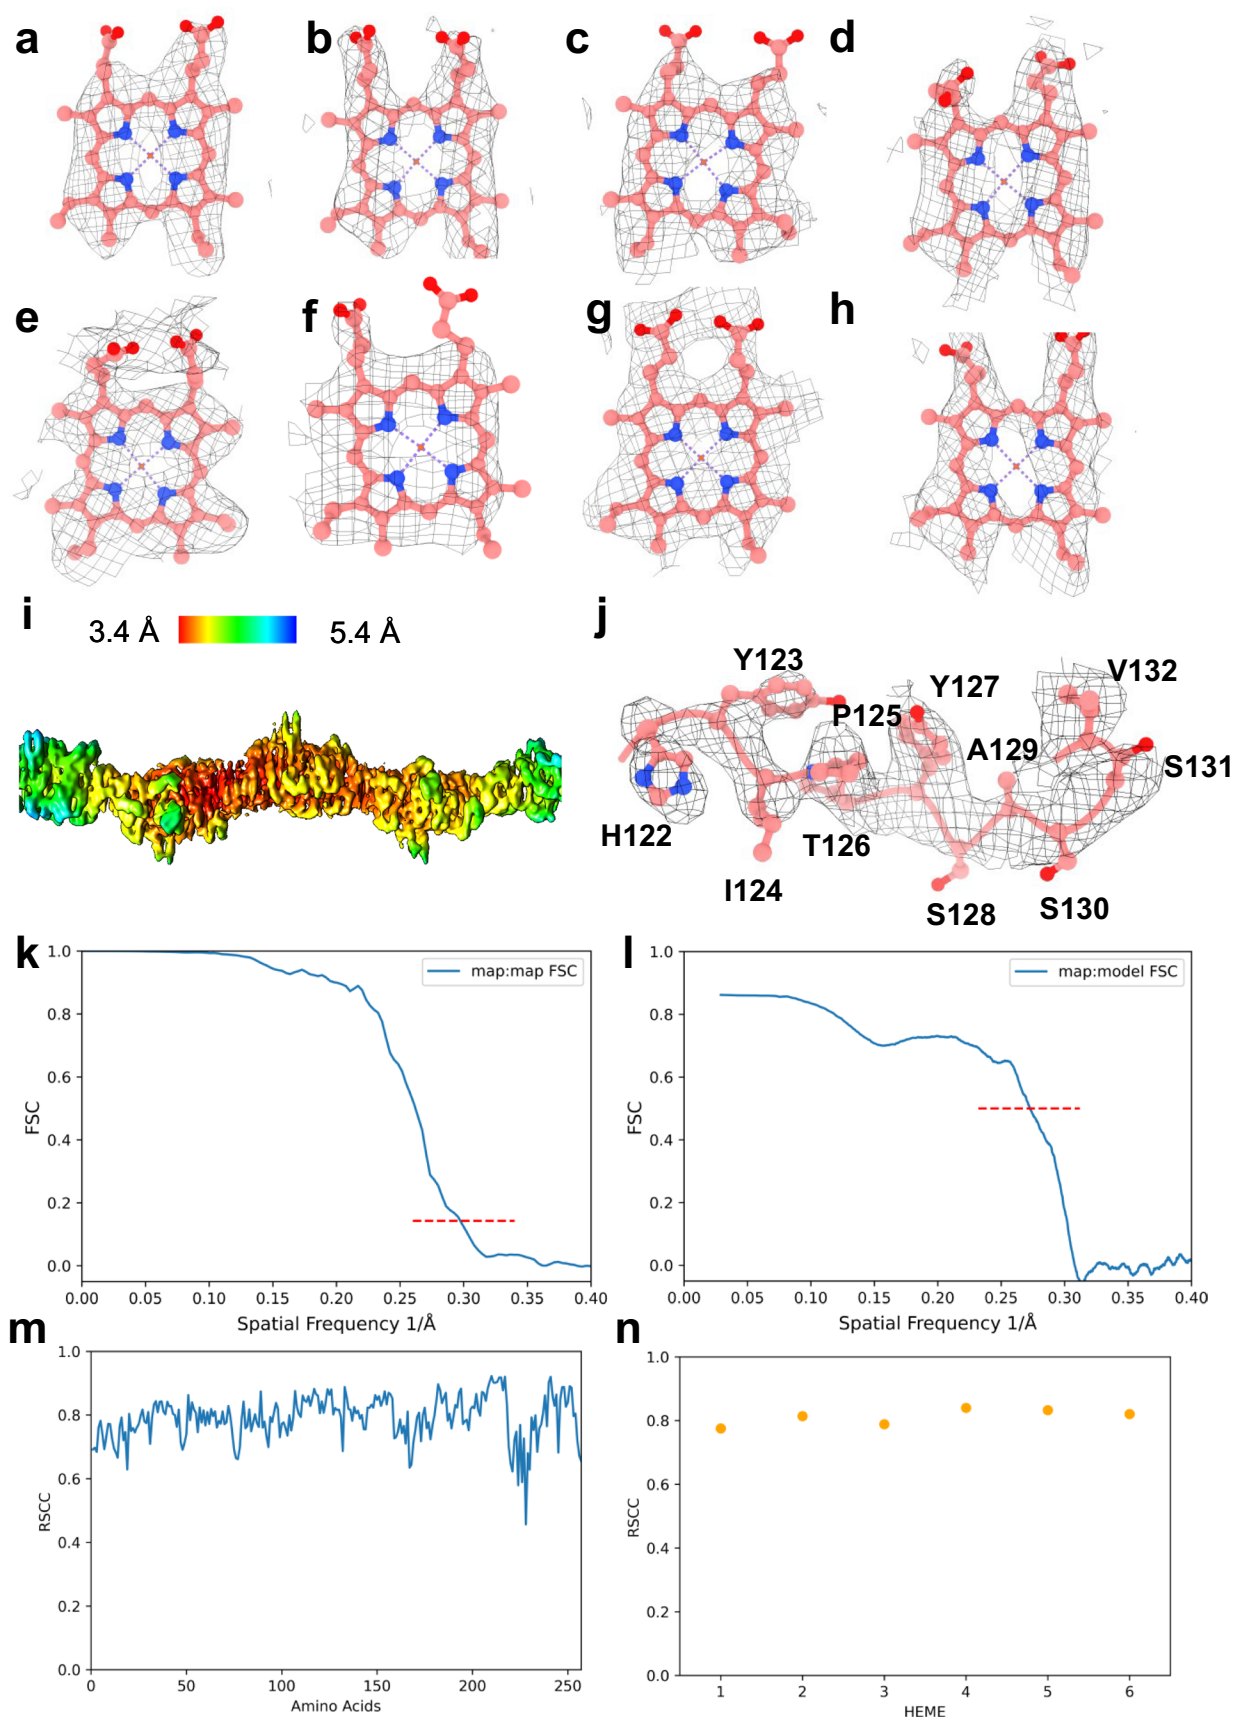 a b c d
e f g h
i
3.4 Å 5.4 Å
j
Y123
P125
Y127
V132
A129
S131
H122
T126
I124
S128
S130
k
map:map FSC
1.0
0.8
0.6
0.4
0.2
0.0
FSC
0.00 0.05 0.10 0.15 0.20 0.25 0.30 0.35 0.40
Spatial Frequency 1/Å
l
map:model FSC
1.0
0.8
0.6
0.4
0.2
0.0
FSC
0.00 0.05 0.10 0.15 0.20 0.25 0.30 0.35 0.40
Spatial Frequency 1/Å
m
1.0
0.8
0.6
0.4
0.2
0.0
RSCC
0 50 100 150 200 250
Amino Acids
n
1.0
0.8
0.6
0.4
0.2
0.0
RSCC
1 2 3 4 5 6
HEME